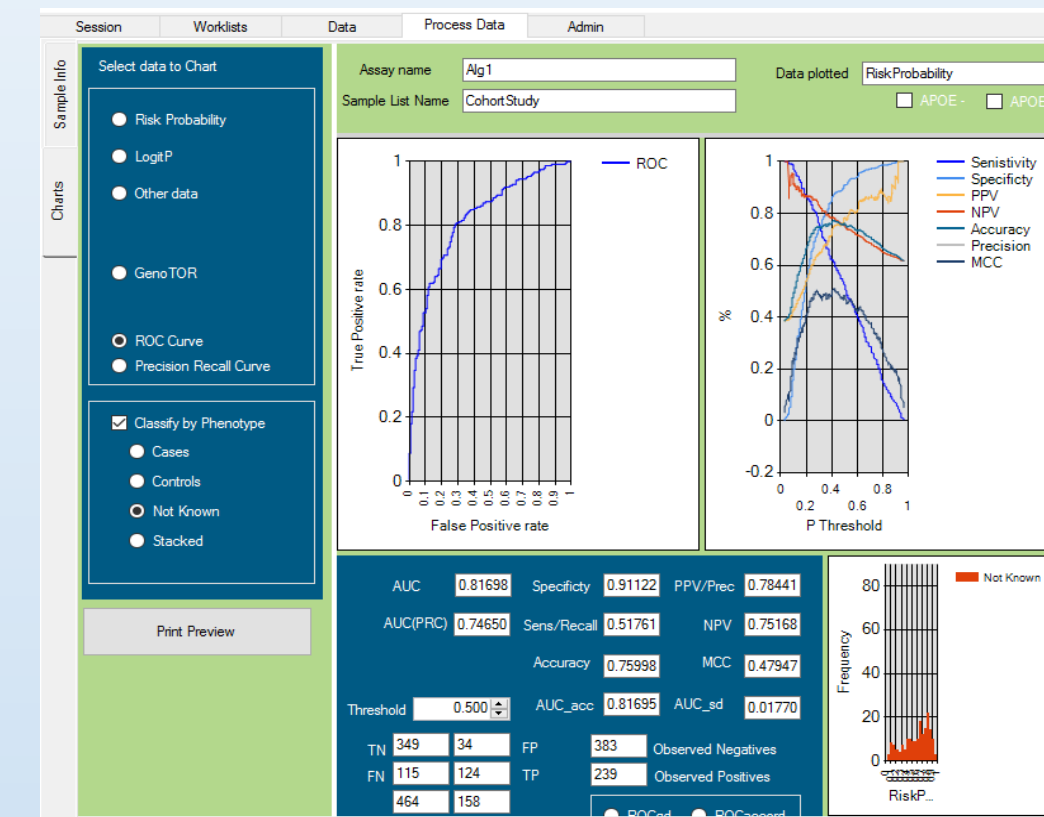 Session Worklists Data Process Data Admin
Sample Info
Charts
Select data to Chart
Risk Probability
LogitP
Other data
GenoTOR
ROC Curve
Precision Recall Curve
Classify by Phenotype
Cases
Controls
Not Known
Stacked
Print Preview
Assay name Alg1
Sample List Name CohortStudy
Data plotted RiskProbability
APOE - APOE
ROC
True Positive rate
1
0.8
0.6
0.4
0.2
0
0 0.1 0.2 0.3 0.4 0.5 0.6 0.7 0.8 0.9 1
False Positive rate
Senistivity
Specificty
PPV
NPV
Accuracy
Precision
MCC
%
1
0.8
0.6
0.4
0.2
0
-0.2
0 0.4 0.8
0.2 0.6 1
P Threshold
AUC 0.81698 Specificty 0.91122 PPV/Prec 0.78441
AUC(PRC) 0.74650 Sens/Recall 0.51761 NPV 0.75168
Accuracy 0.75998 MCC 0.47947
Threshold 0.500 AUC_acc 0.81695 AUC_sd 0.01770
TN 349 34 FP 383 Observed Negatives
FN 115 124 TP 239 Observed Positives
464 158
Not Known
Frequency
80
60
40
20
0
RiskP...